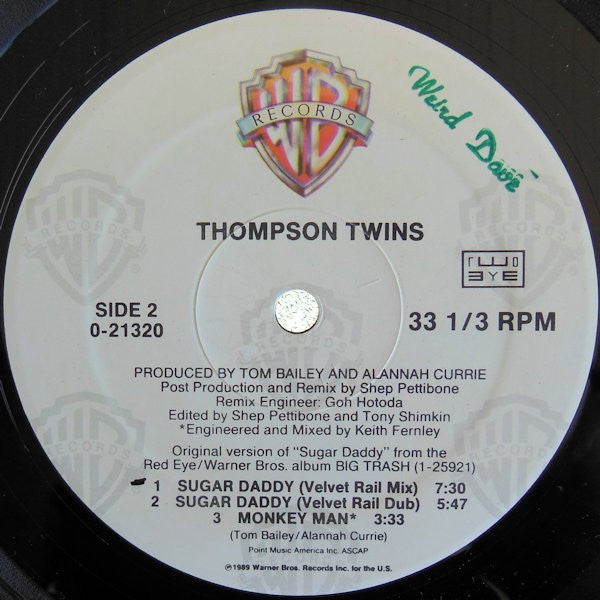 WB
RECORDS
Weird Dave
THOMPSON TWINS
SIDE 2
0-21320
33 1/3 RPM
PRODUCED BY TOM BAILEY AND ALANNAH CURRIE
Post Production and Remix by Shep Pettibone
Remix Engineer: Goh Hotoda
Edited by Shep Pettibone and Tony Shimkin
*Engineered and Mixed by Keith Fernley
Original version of "Sugar Daddy" from the
Red Eye/Warner Bros. album BIG TRASH (1-25921)
1 SUGAR DADDY (Velvet Rail Mix) 7:30
2 SUGAR DADDY (Velvet Rail Dub) 5:47
3 MONKEY MAN* 3:33
(Tom Bailey/Alannah Currie)
Point Music America Inc. ASCAP
℗1989 Warner Bros. Records Inc. for the U.S.